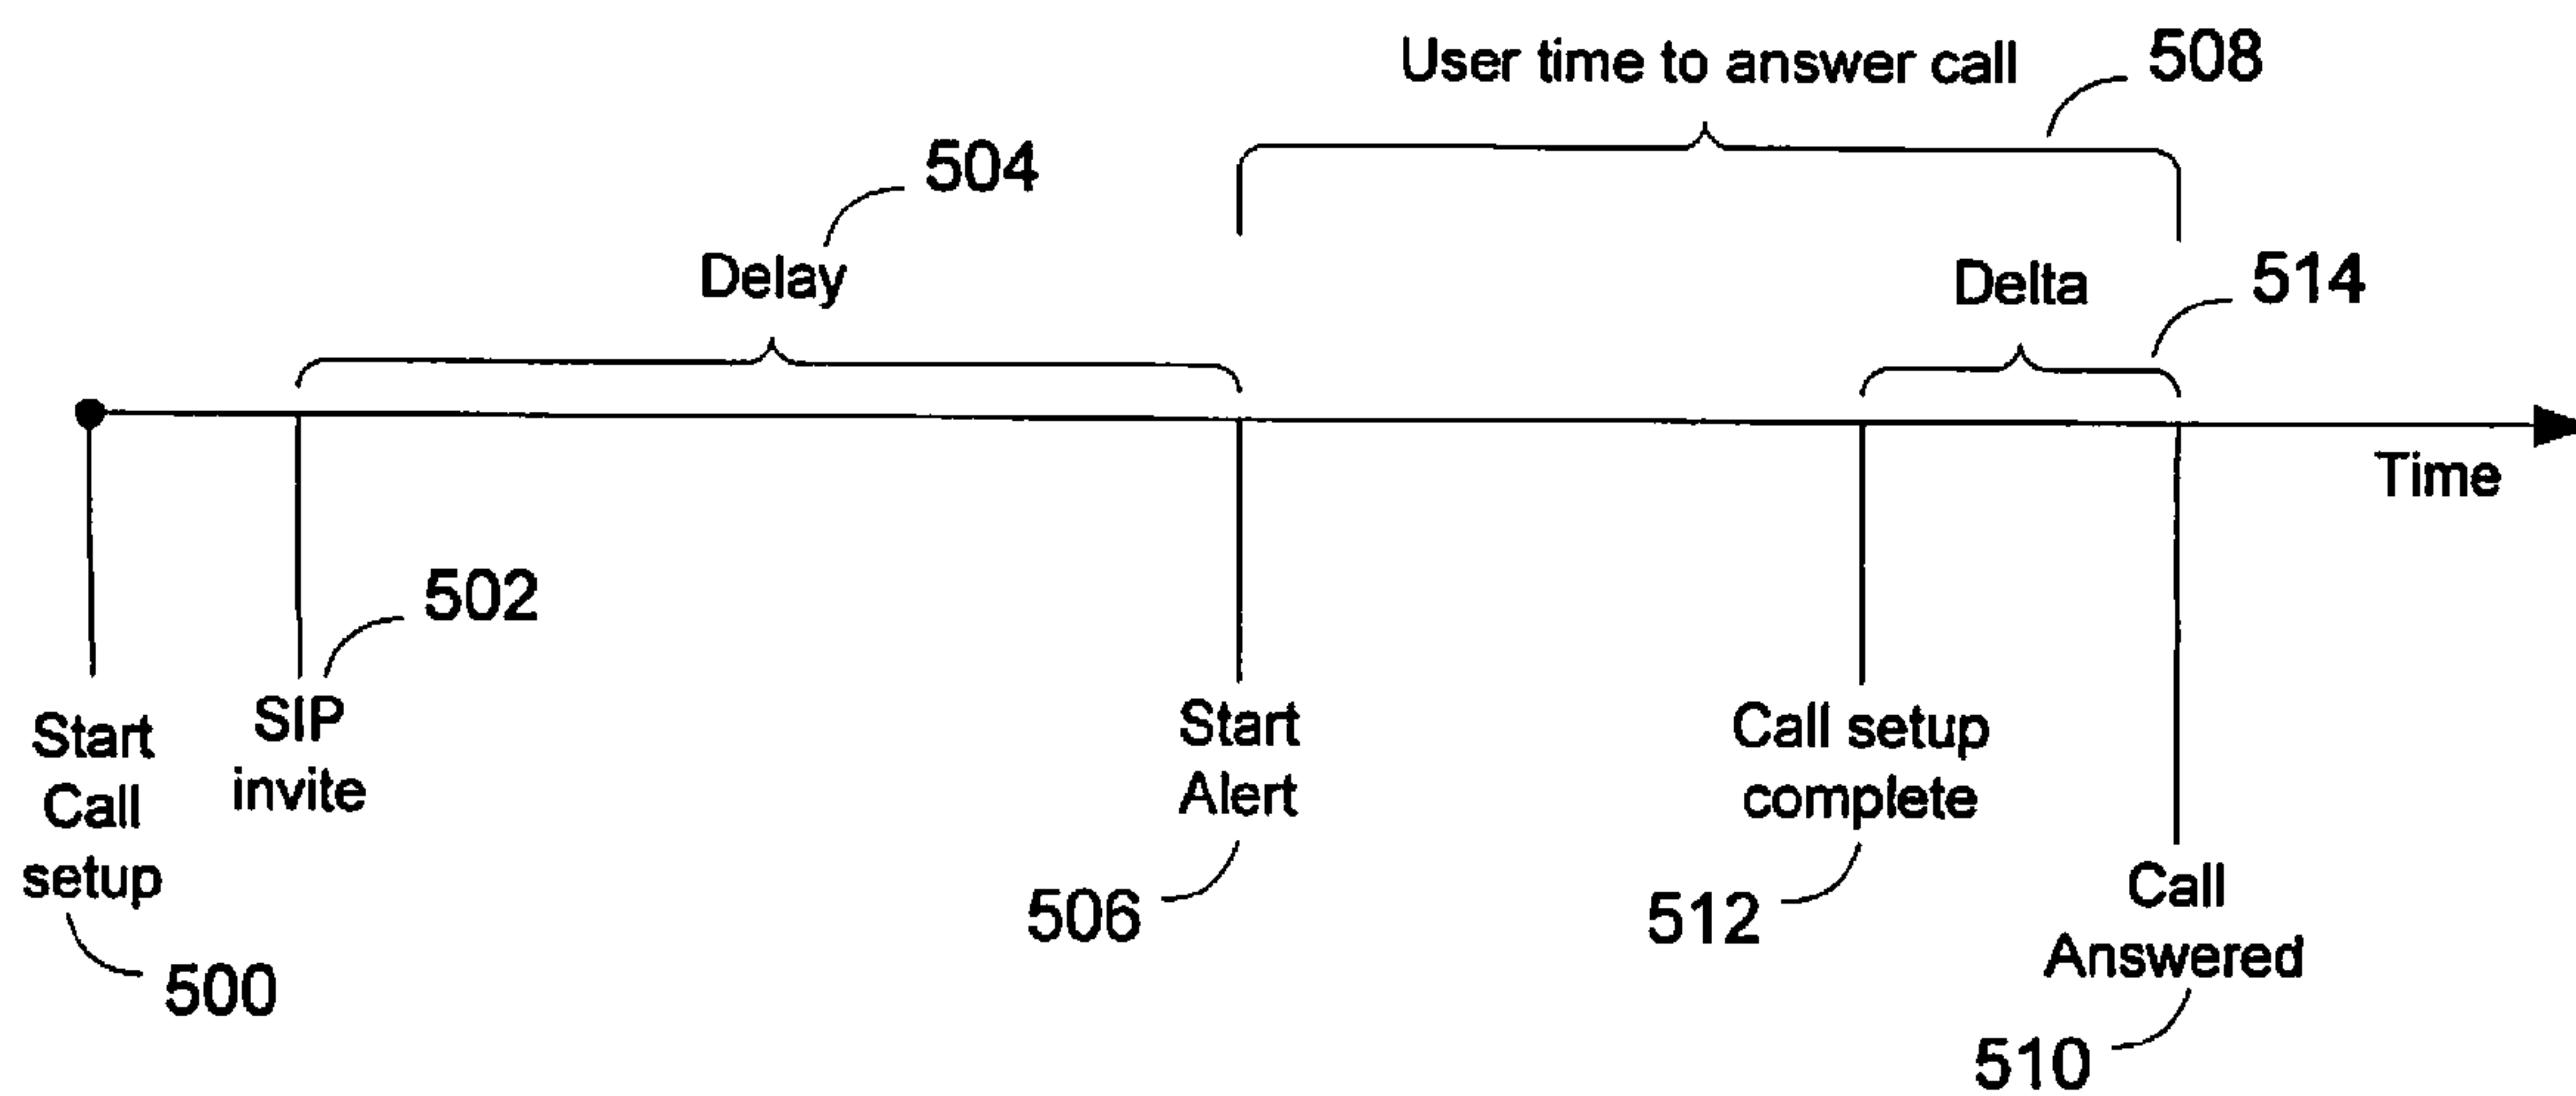 User time to answer call
508
504
Delay
Delta
514
Time
502
SIP
invite
Start
Call
setup
500
Start
Alert
506
Call setup
complete
512
Call
Answered
510